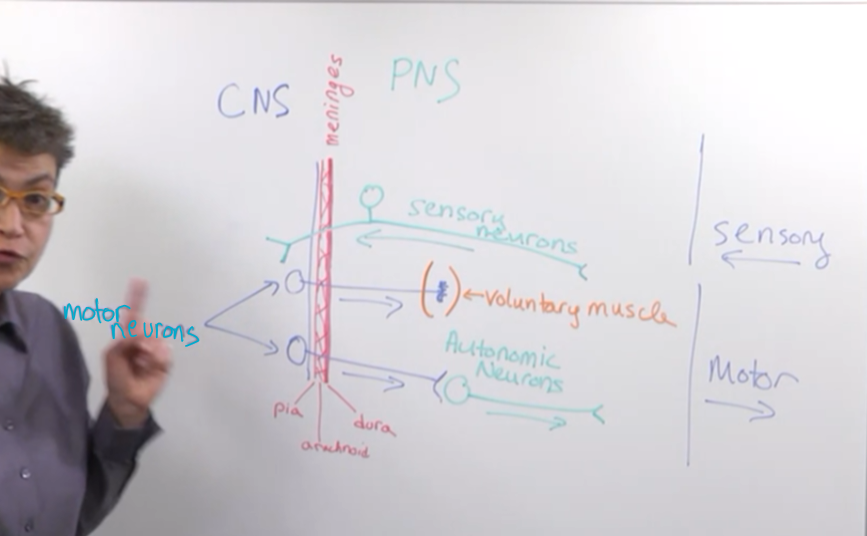 CNS
meninges
PNS
sensory
neurons
sensory
motor
neurons
voluntary muscle
Autonomic
Neurons
Motor
pia
dura
arachnoid